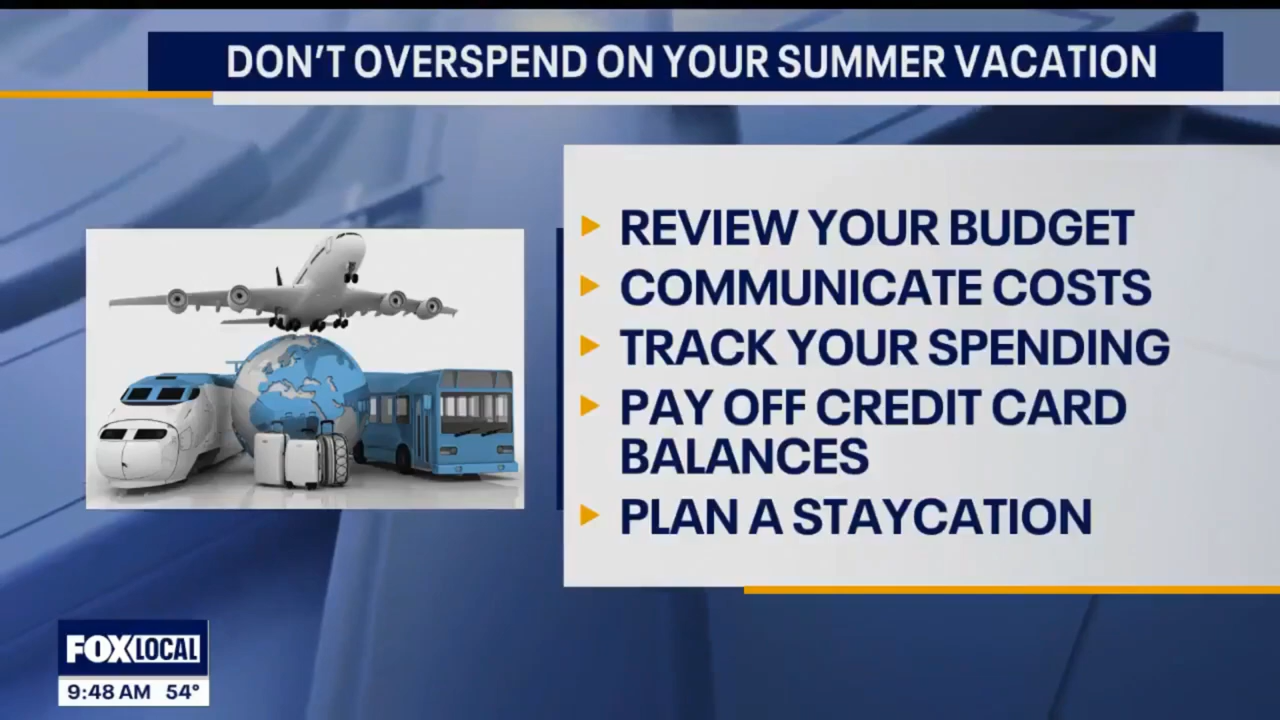 DON'T OVERSPEND ON YOUR SUMMER VACATION
REVIEW YOUR BUDGET
COMMUNICATE COSTS
TRACK YOUR SPENDING
PAY OFF CREDIT CARD
BALANCES
PLAN A STAYCATION
FOX LOCAL
9:48 AM 54°